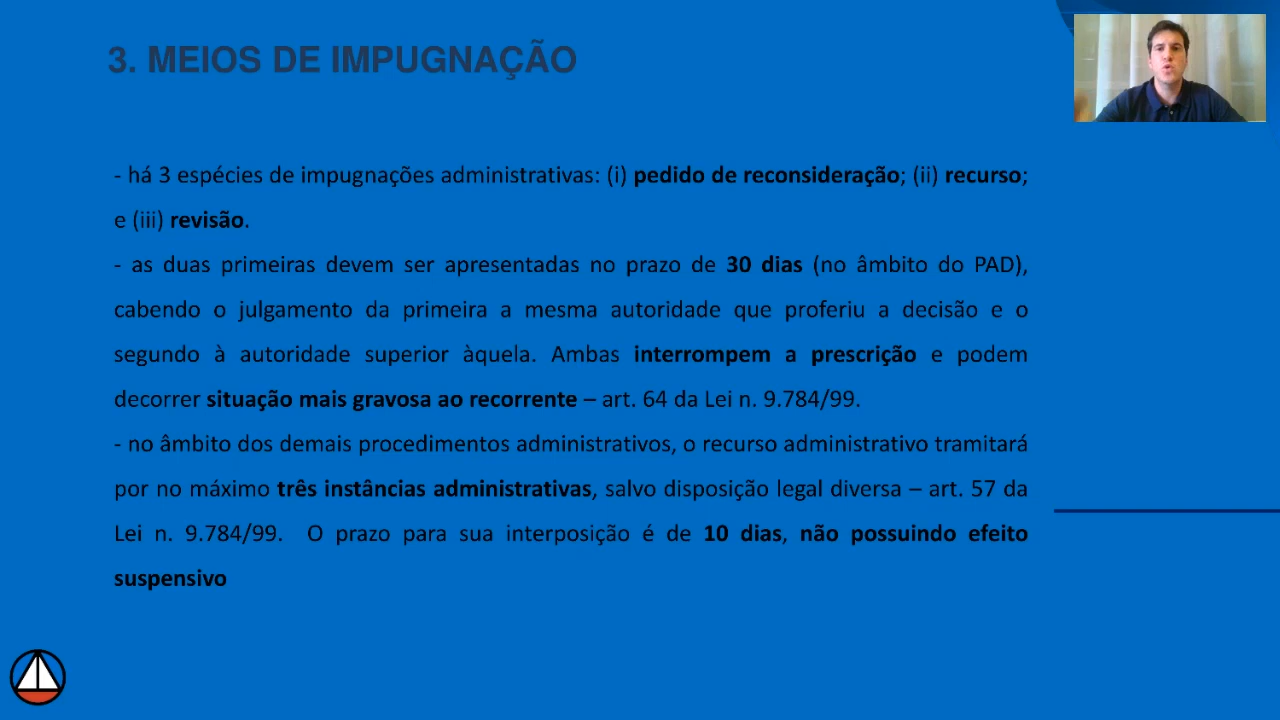 3. MEIOS DE IMPUGNAÇÃO
- há 3 espécies de impugnações administrativas: (i) pedido de reconsideração; (ii) recurso;
e (iii) revisão.
- as duas primeiras devem ser apresentadas no prazo de 30 dias (no âmbito do PAD),
cabendo o julgamento da primeira a mesma autoridade que proferiu a decisão e o
segundo à autoridade superior àquela. Ambas interrompem a prescrição e podem
decorrer situação mais gravosa ao recorrente – art. 64 da Lei n. 9.784/99.
- no âmbito dos demais procedimentos administrativos, o recurso administrativo tramitará
por no máximo três instâncias administrativas, salvo disposição legal diversa – art. 57 da
Lei n. 9.784/99. O prazo para sua interposição é de 10 dias, não possuindo efeito
suspensivo